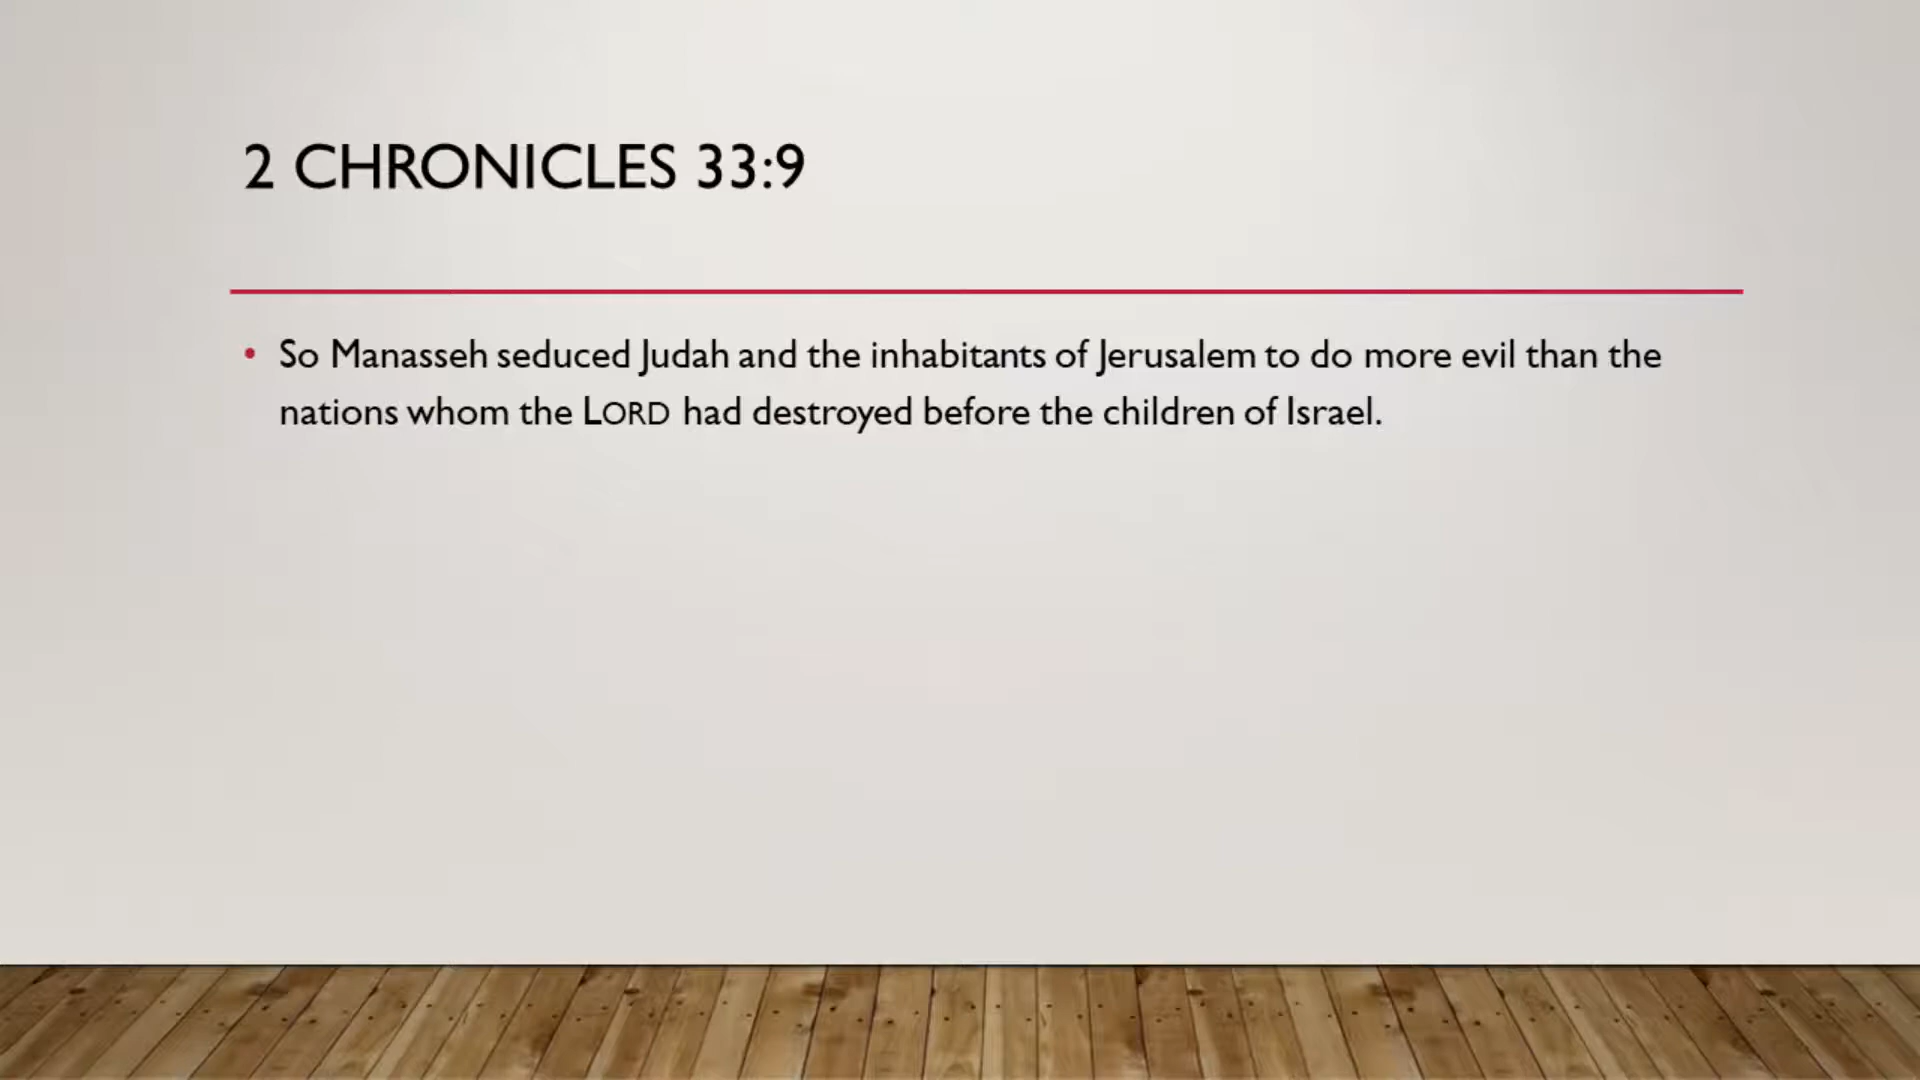 2 CHRONICLES 33:9
• So Manasseh seduced Judah and the inhabitants of Jerusalem to do more evil than the
nations whom the LORD had destroyed before the children of Israel.